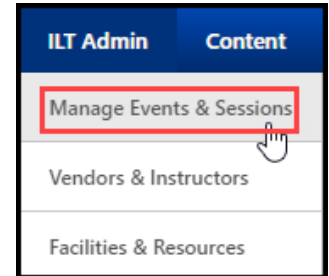 ILT Admin Content
Manage Events & Sessions
Vendors & Instructors
Facilities & Resources